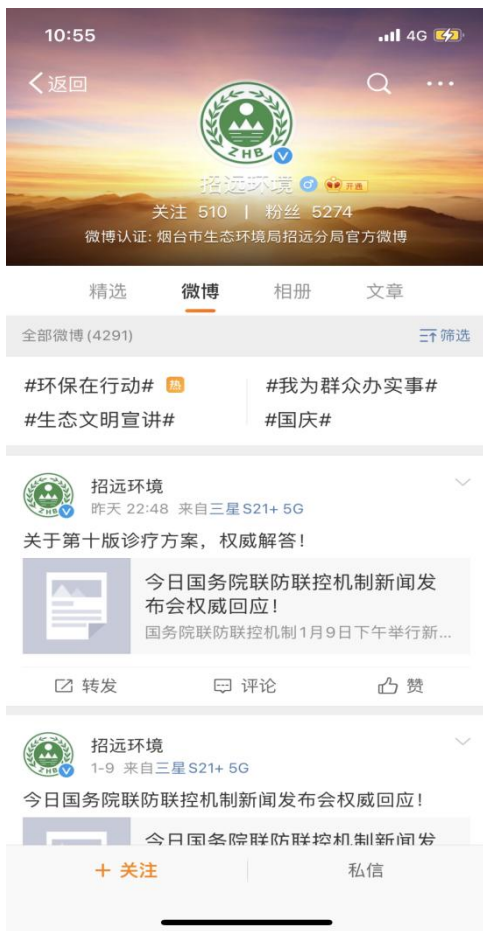 10:55
4G
返回
ZHB
招远环境 开通
关注 510 | 粉丝 5274
微博认证: 烟台市生态环境局招远分局官方微博
精选 微博 相册 文章
全部微博(4291) 筛选
#环保在行动# 热 #我为群众办实事#
#生态文明宣讲# #国庆#
招远环境
昨天 22:48 来自三星S21+ 5G
关于第十版诊疗方案，权威解答！
今日国务院联防联控机制新闻发
布会权威回应！
国务院联防联控机制1月9日下午举行新...
转发 评论 赞
招远环境
1-9 来自三星S21+ 5G
今日国务院联防联控机制新闻发布会权威回应！
今日国务院联防联控机制新闻发
+ 关注 私信